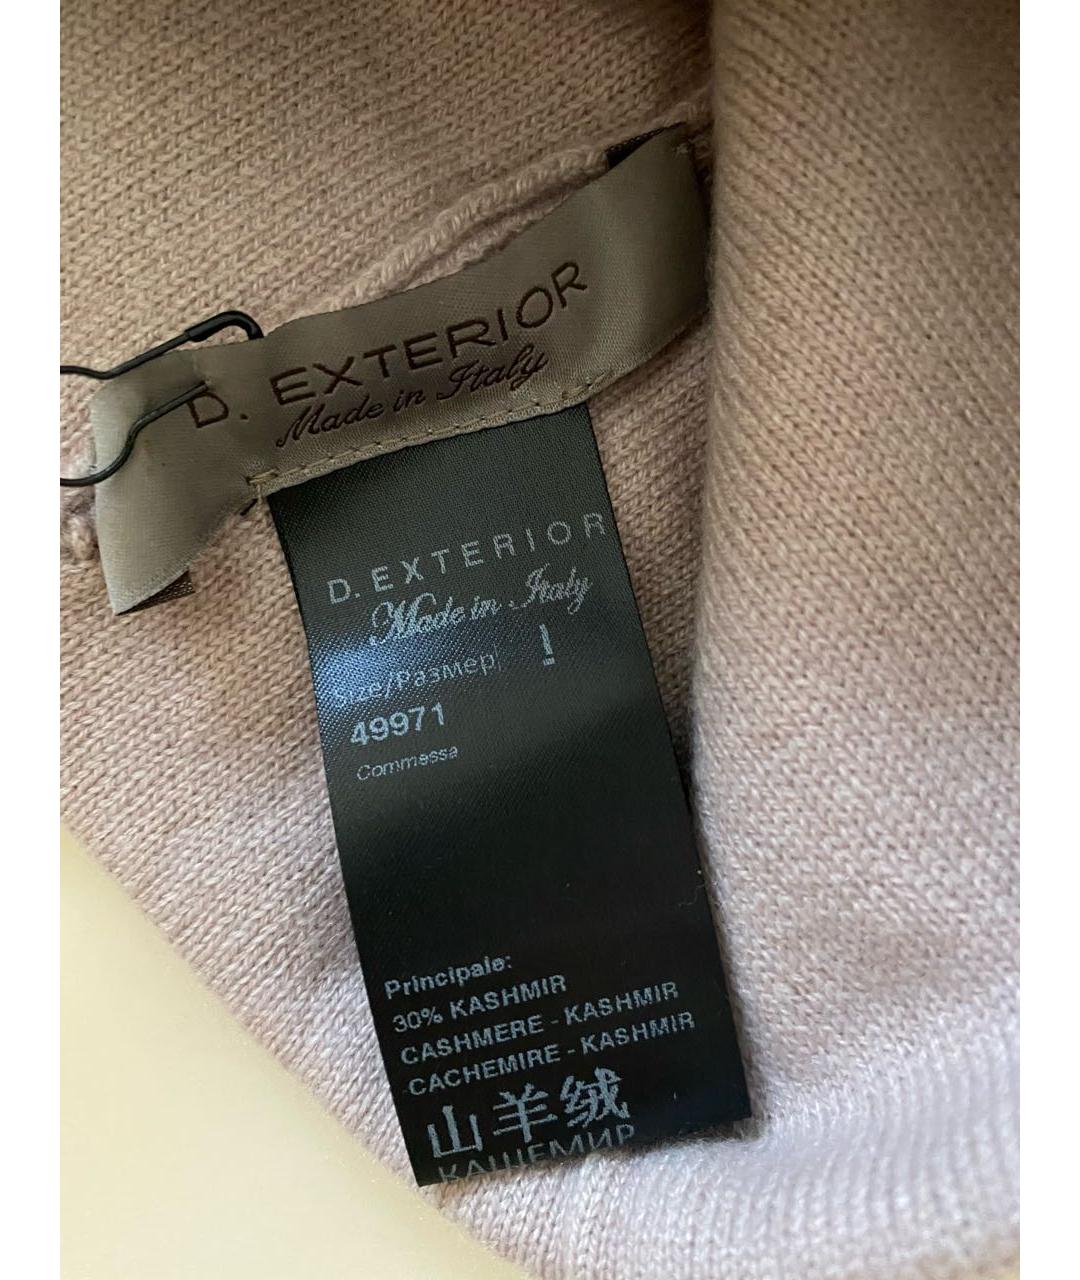 D. EXTERIOR
Made in Italy
D. EXTERIOR
Made in Italy
Size/Размер
49971
Commessa
Principale:
30% KASHMIR
CASHMERE - KASHMIR
CACHEMIRE - KASHMIR
山羊绒
КАШЕМИР